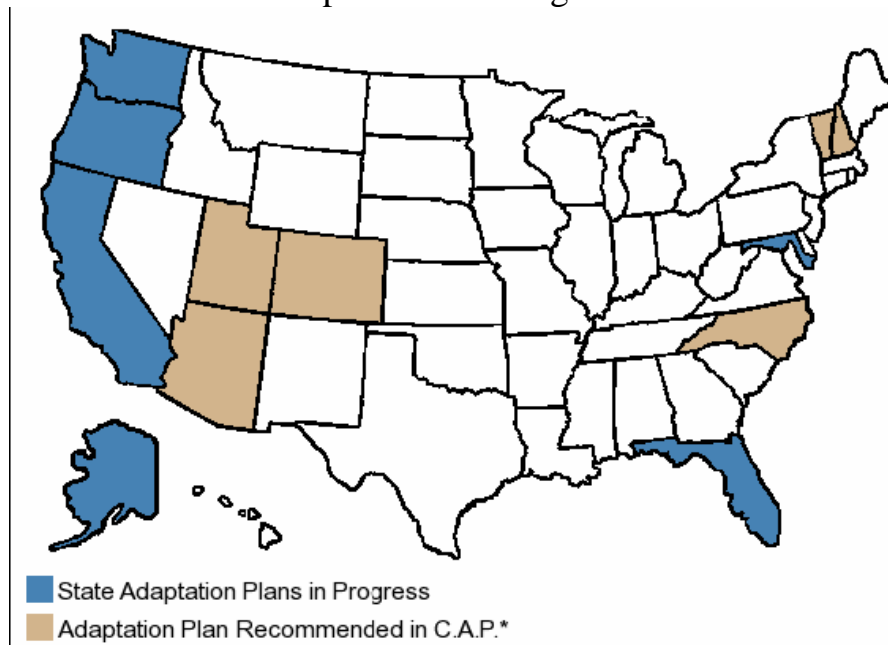 State Adaptation Plans in Progress
Adaptation Plan Recommended in C.A.P.*